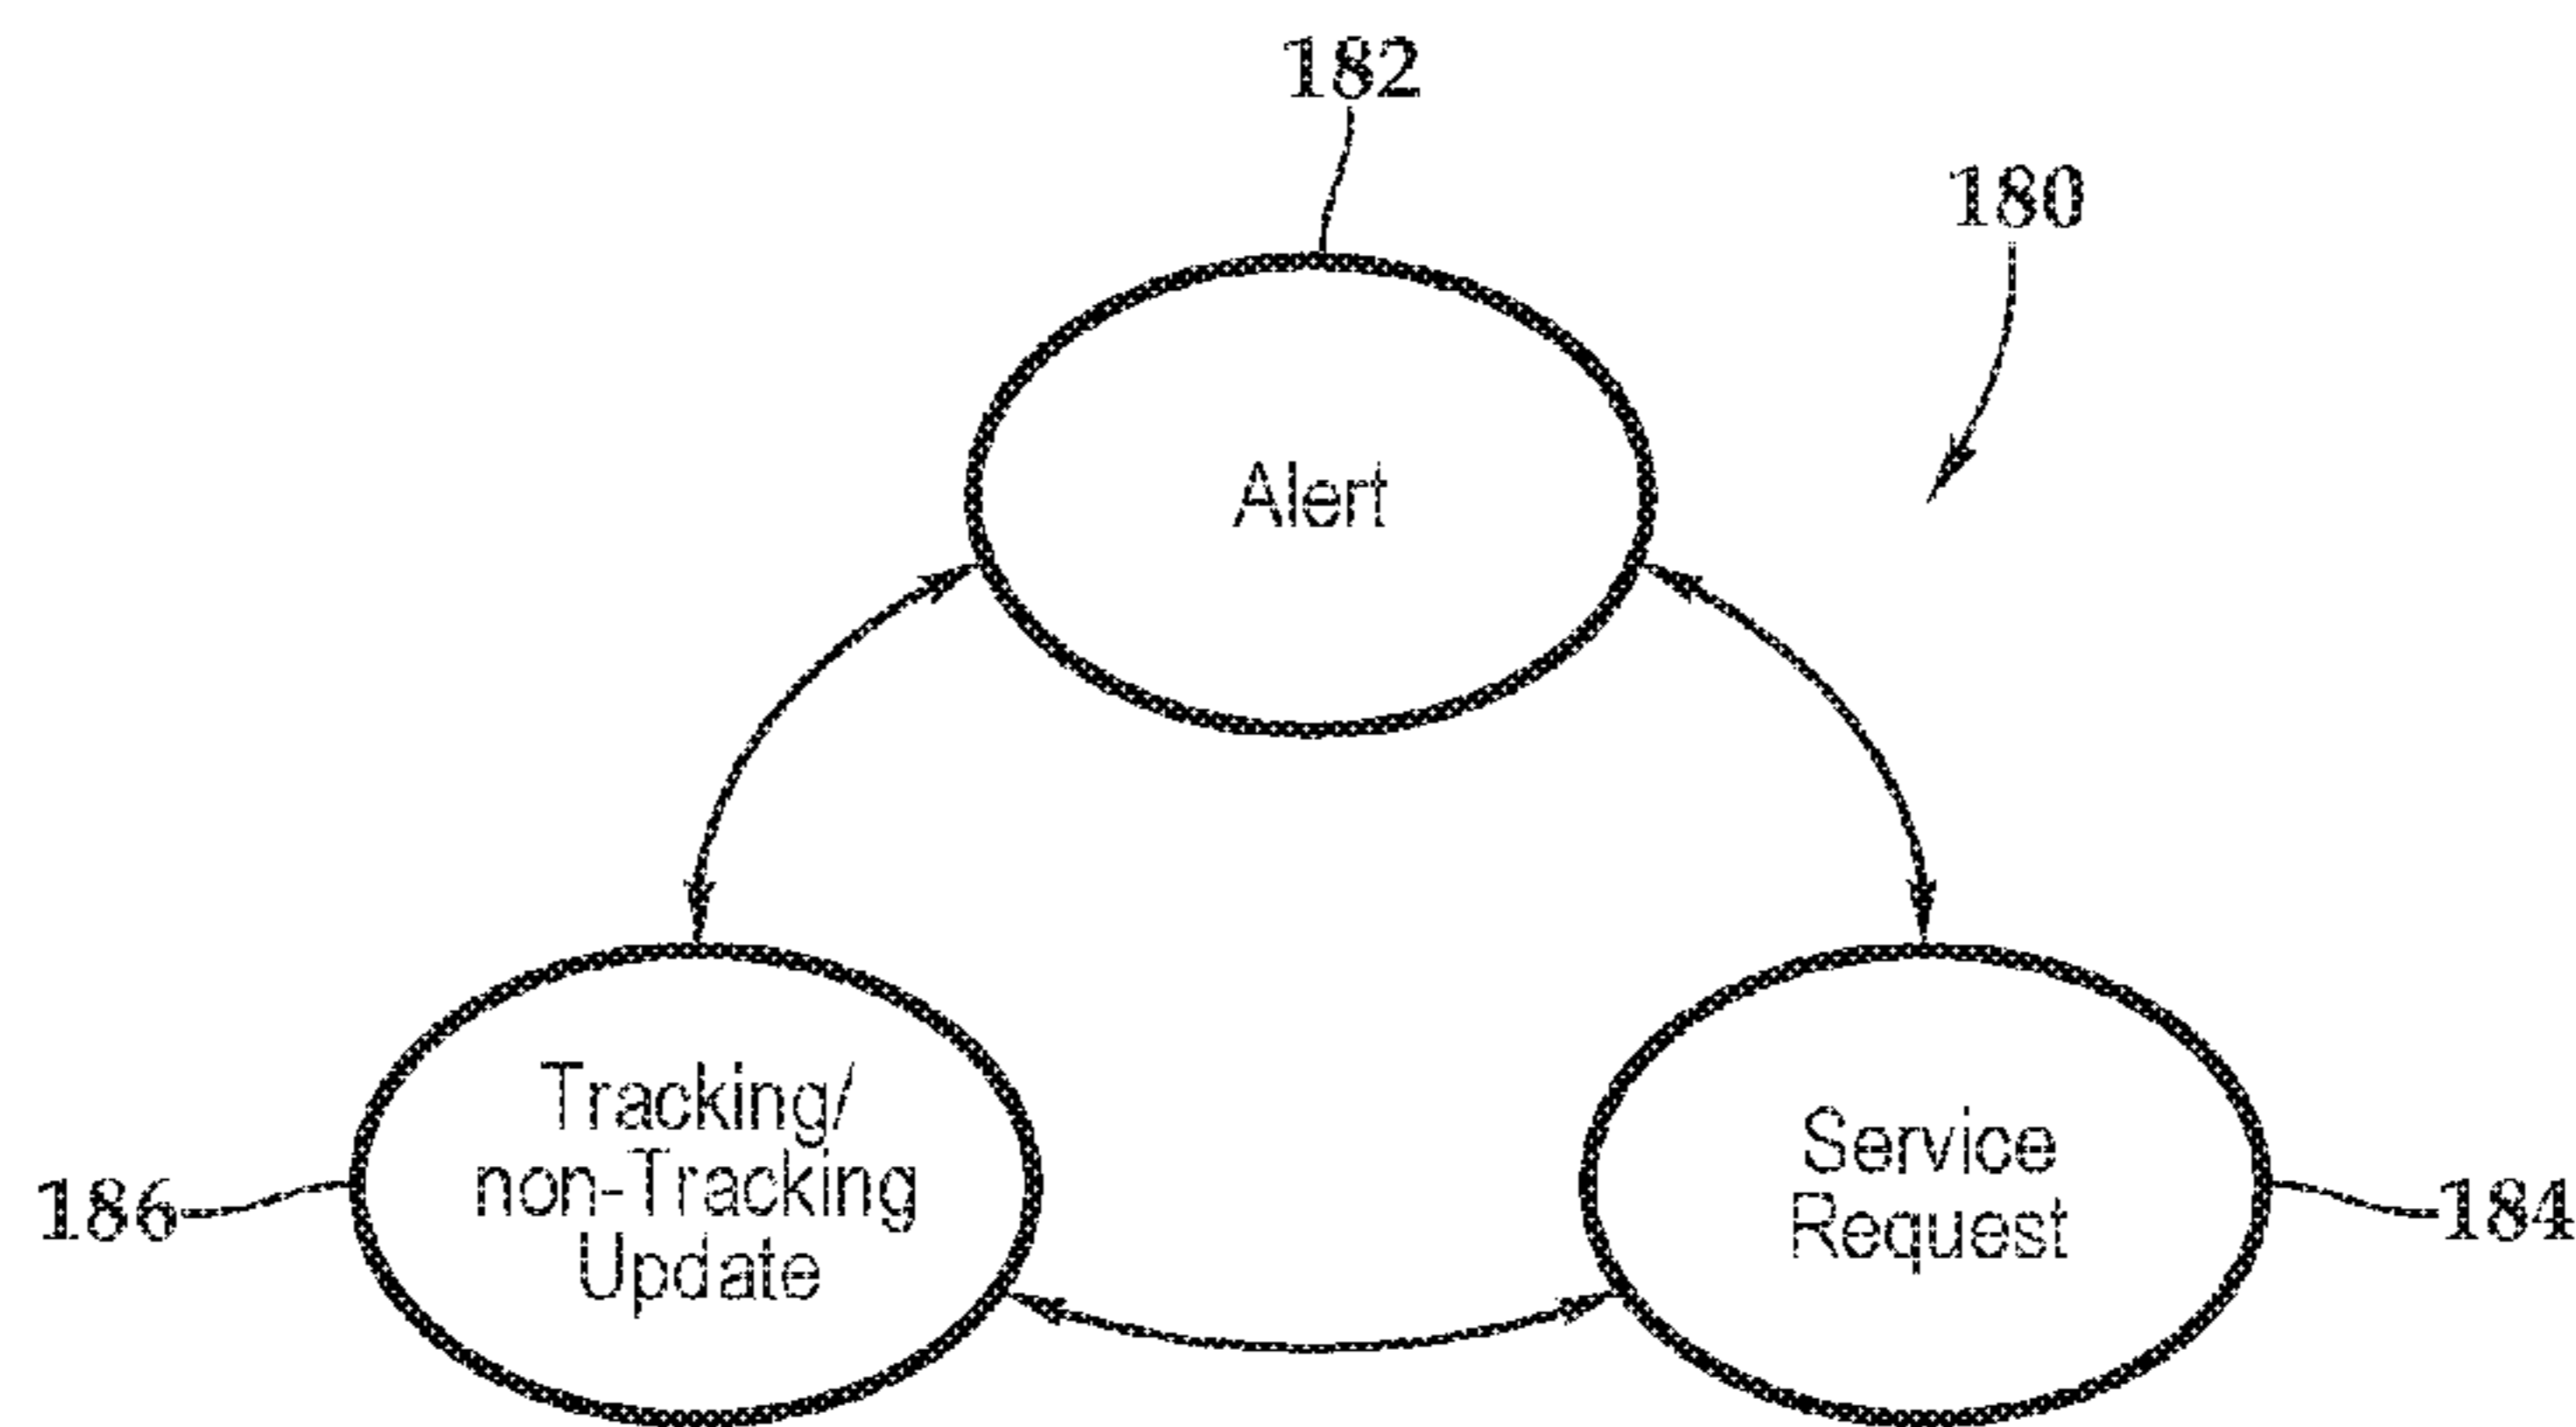 182
180
Alert
Tracking/
non-Tracking
Update
Service
Request
186
184